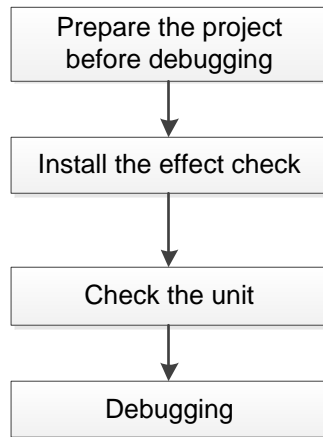 Prepare the project
before debugging
Install the effect check
Check the unit
Debugging